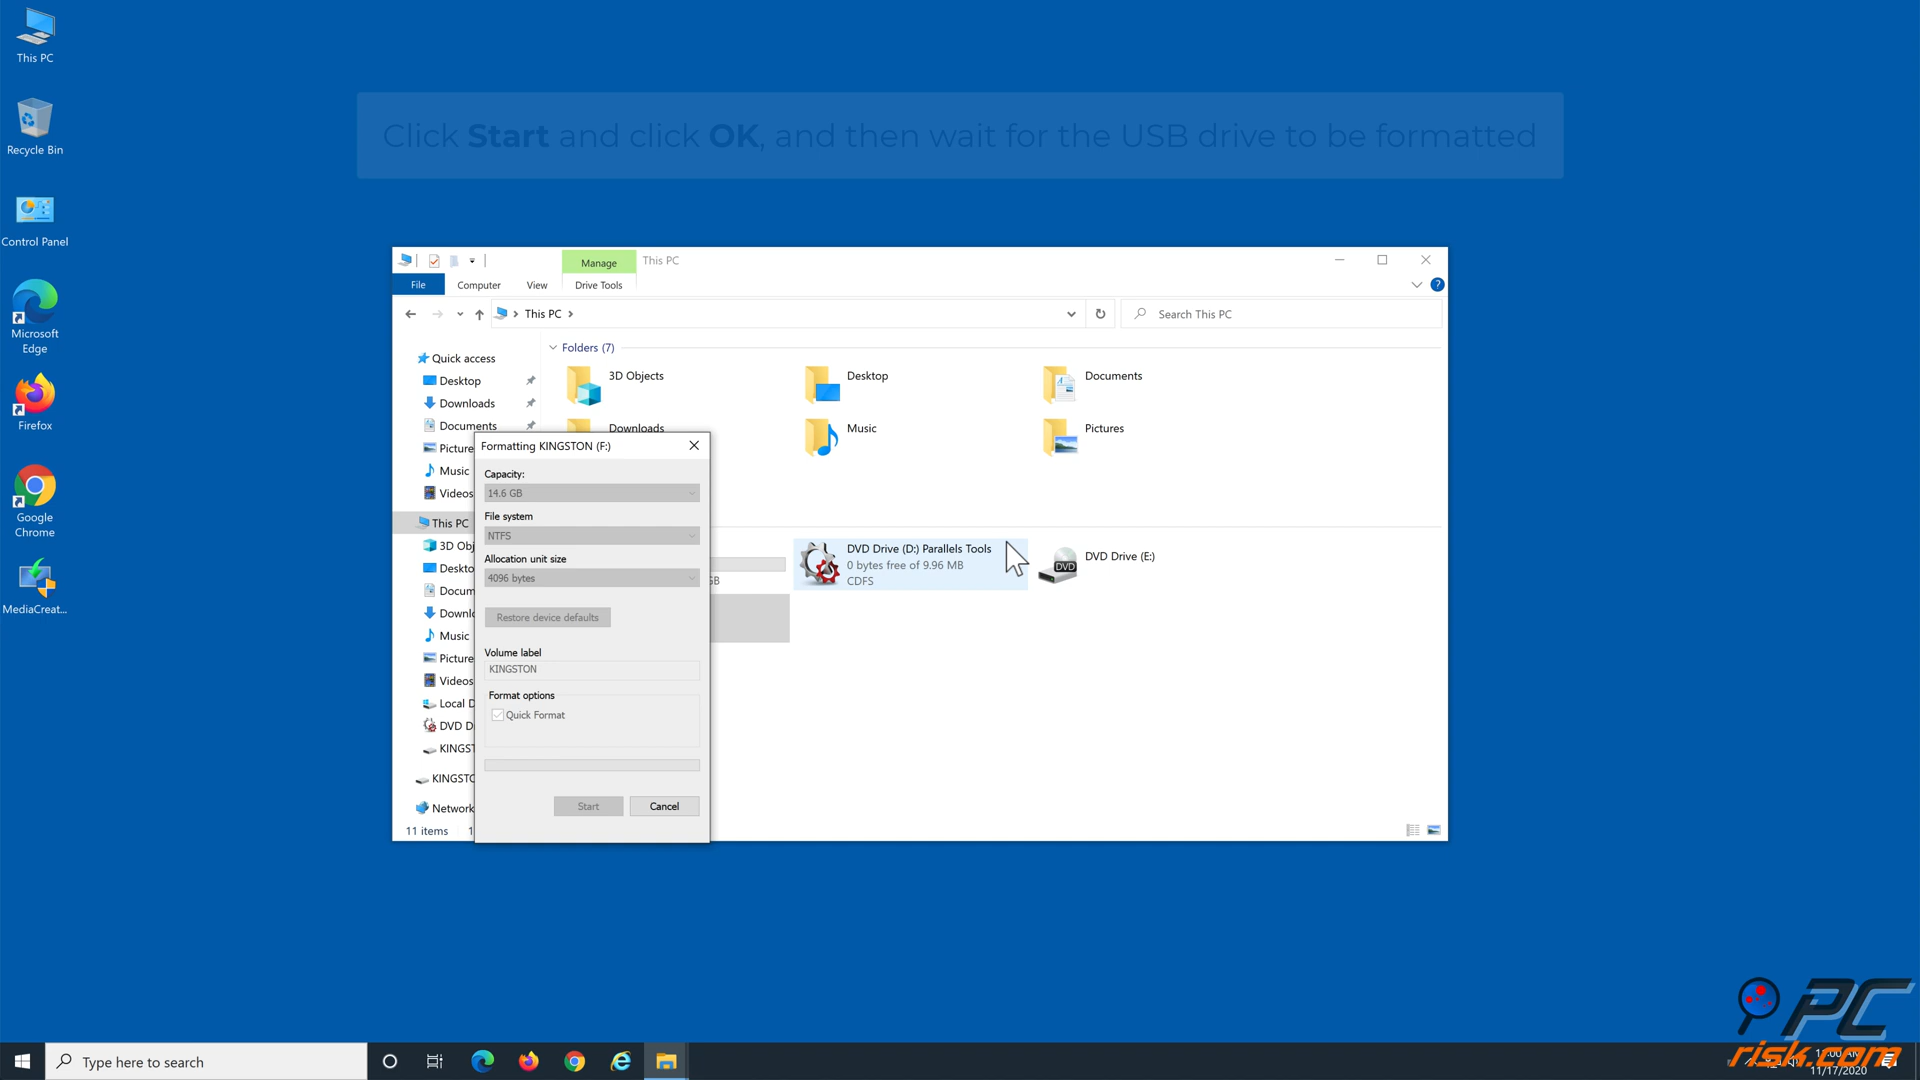 This PC
Recycle Bin
Control Panel
Microsoft
Edge
Firefox
Google
Chrome
MediaCreat...
Click Start and click OK, and then wait for the USB drive to be formatted
Manage
This PC
File
Computer
View
Drive Tools
This PC
Search This PC
Quick access
Desktop
Downloads
Documents
Picture
Music
Videos
This PC
3D Obj
Deskto
Docum
Downl
Music
Picture
Videos
Local D
DVD D
KINGST
KINGSTO
Network
11 items
1
Folders (7)
3D Objects
Desktop
Documents
Downloads
Music
Pictures
GB
DVD Drive (D:) Parallels Tools
0 bytes free of 9.96 MB
CDFS
DVD Drive (E:)
DVD
Formatting KINGSTON (F:)
Capacity:
14.6 GB
File system
NTFS
Allocation unit size
4096 bytes
Restore device defaults
Volume label
KINGSTON
Format options
Quick Format
Start
Cancel
Type here to search
PC
risk.com
11/17/2020